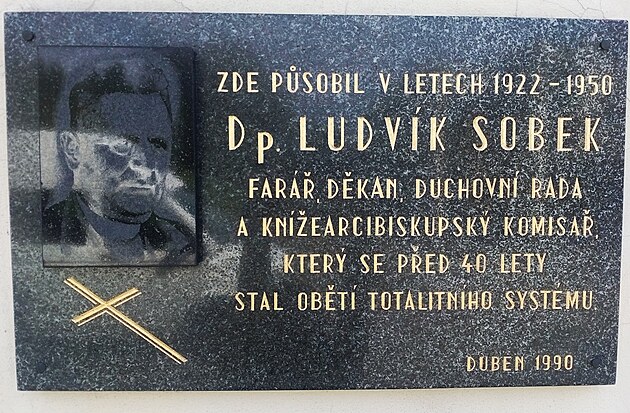 ZDE PŮSOBIL V LETECH 1922 – 1950
Dp. LUDVÍK SOBEK
FARÁŘ, DĚKAN, DUCHOVNÍ RADA
A KNÍŽEARCIBISKUPSKÝ KOMISAŘ,
KTERÝ SE PŘED 40 LETY
STAL OBĚTÍ TOTALITNÍHO SYSTEMU.
DUBEN 1990